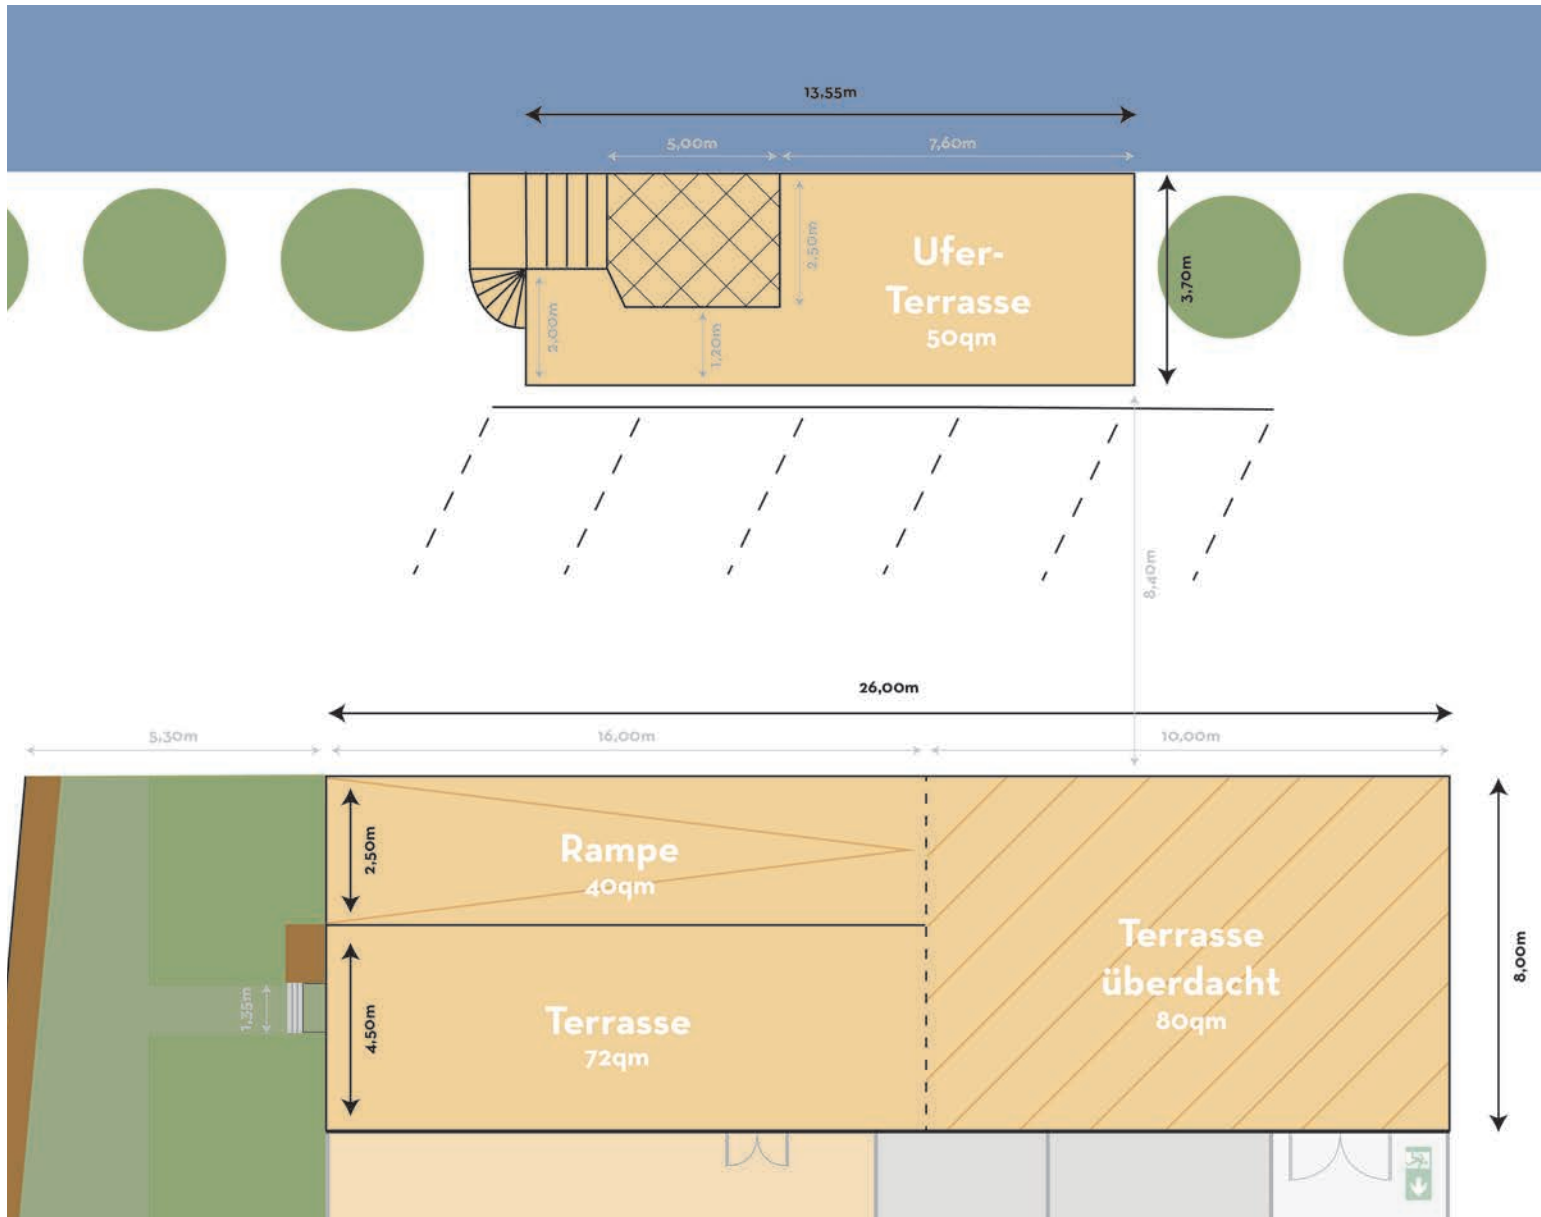 13,55m
5,00m
7,60m
2,50m
3,70m
Ufer-
Terrasse
50qm
2,00m
1,20m
8,40m
26,00m
5,30m
16,00m
10,00m
2,50m
Rampe
40qm
Terrasse
überdacht
80qm
8,00m
1,35m
4,50m
Terrasse
72qm